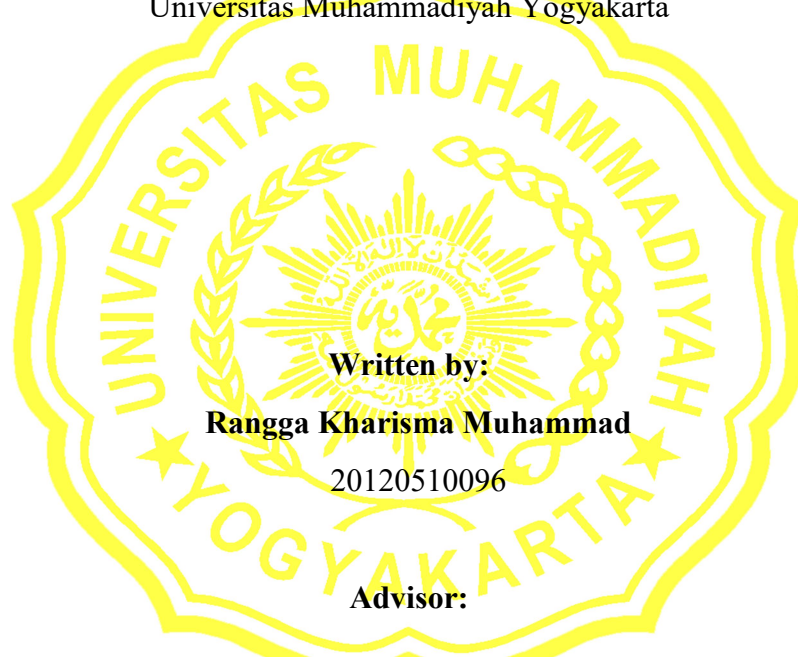 Universitas Muhammadiyah Yogyakarta
UNIVERSITAS MUHAMMADIYAH
Written by:
Rangga Kharisma Muhammad
20120510096
★YOGYAKARTA★
Advisor: